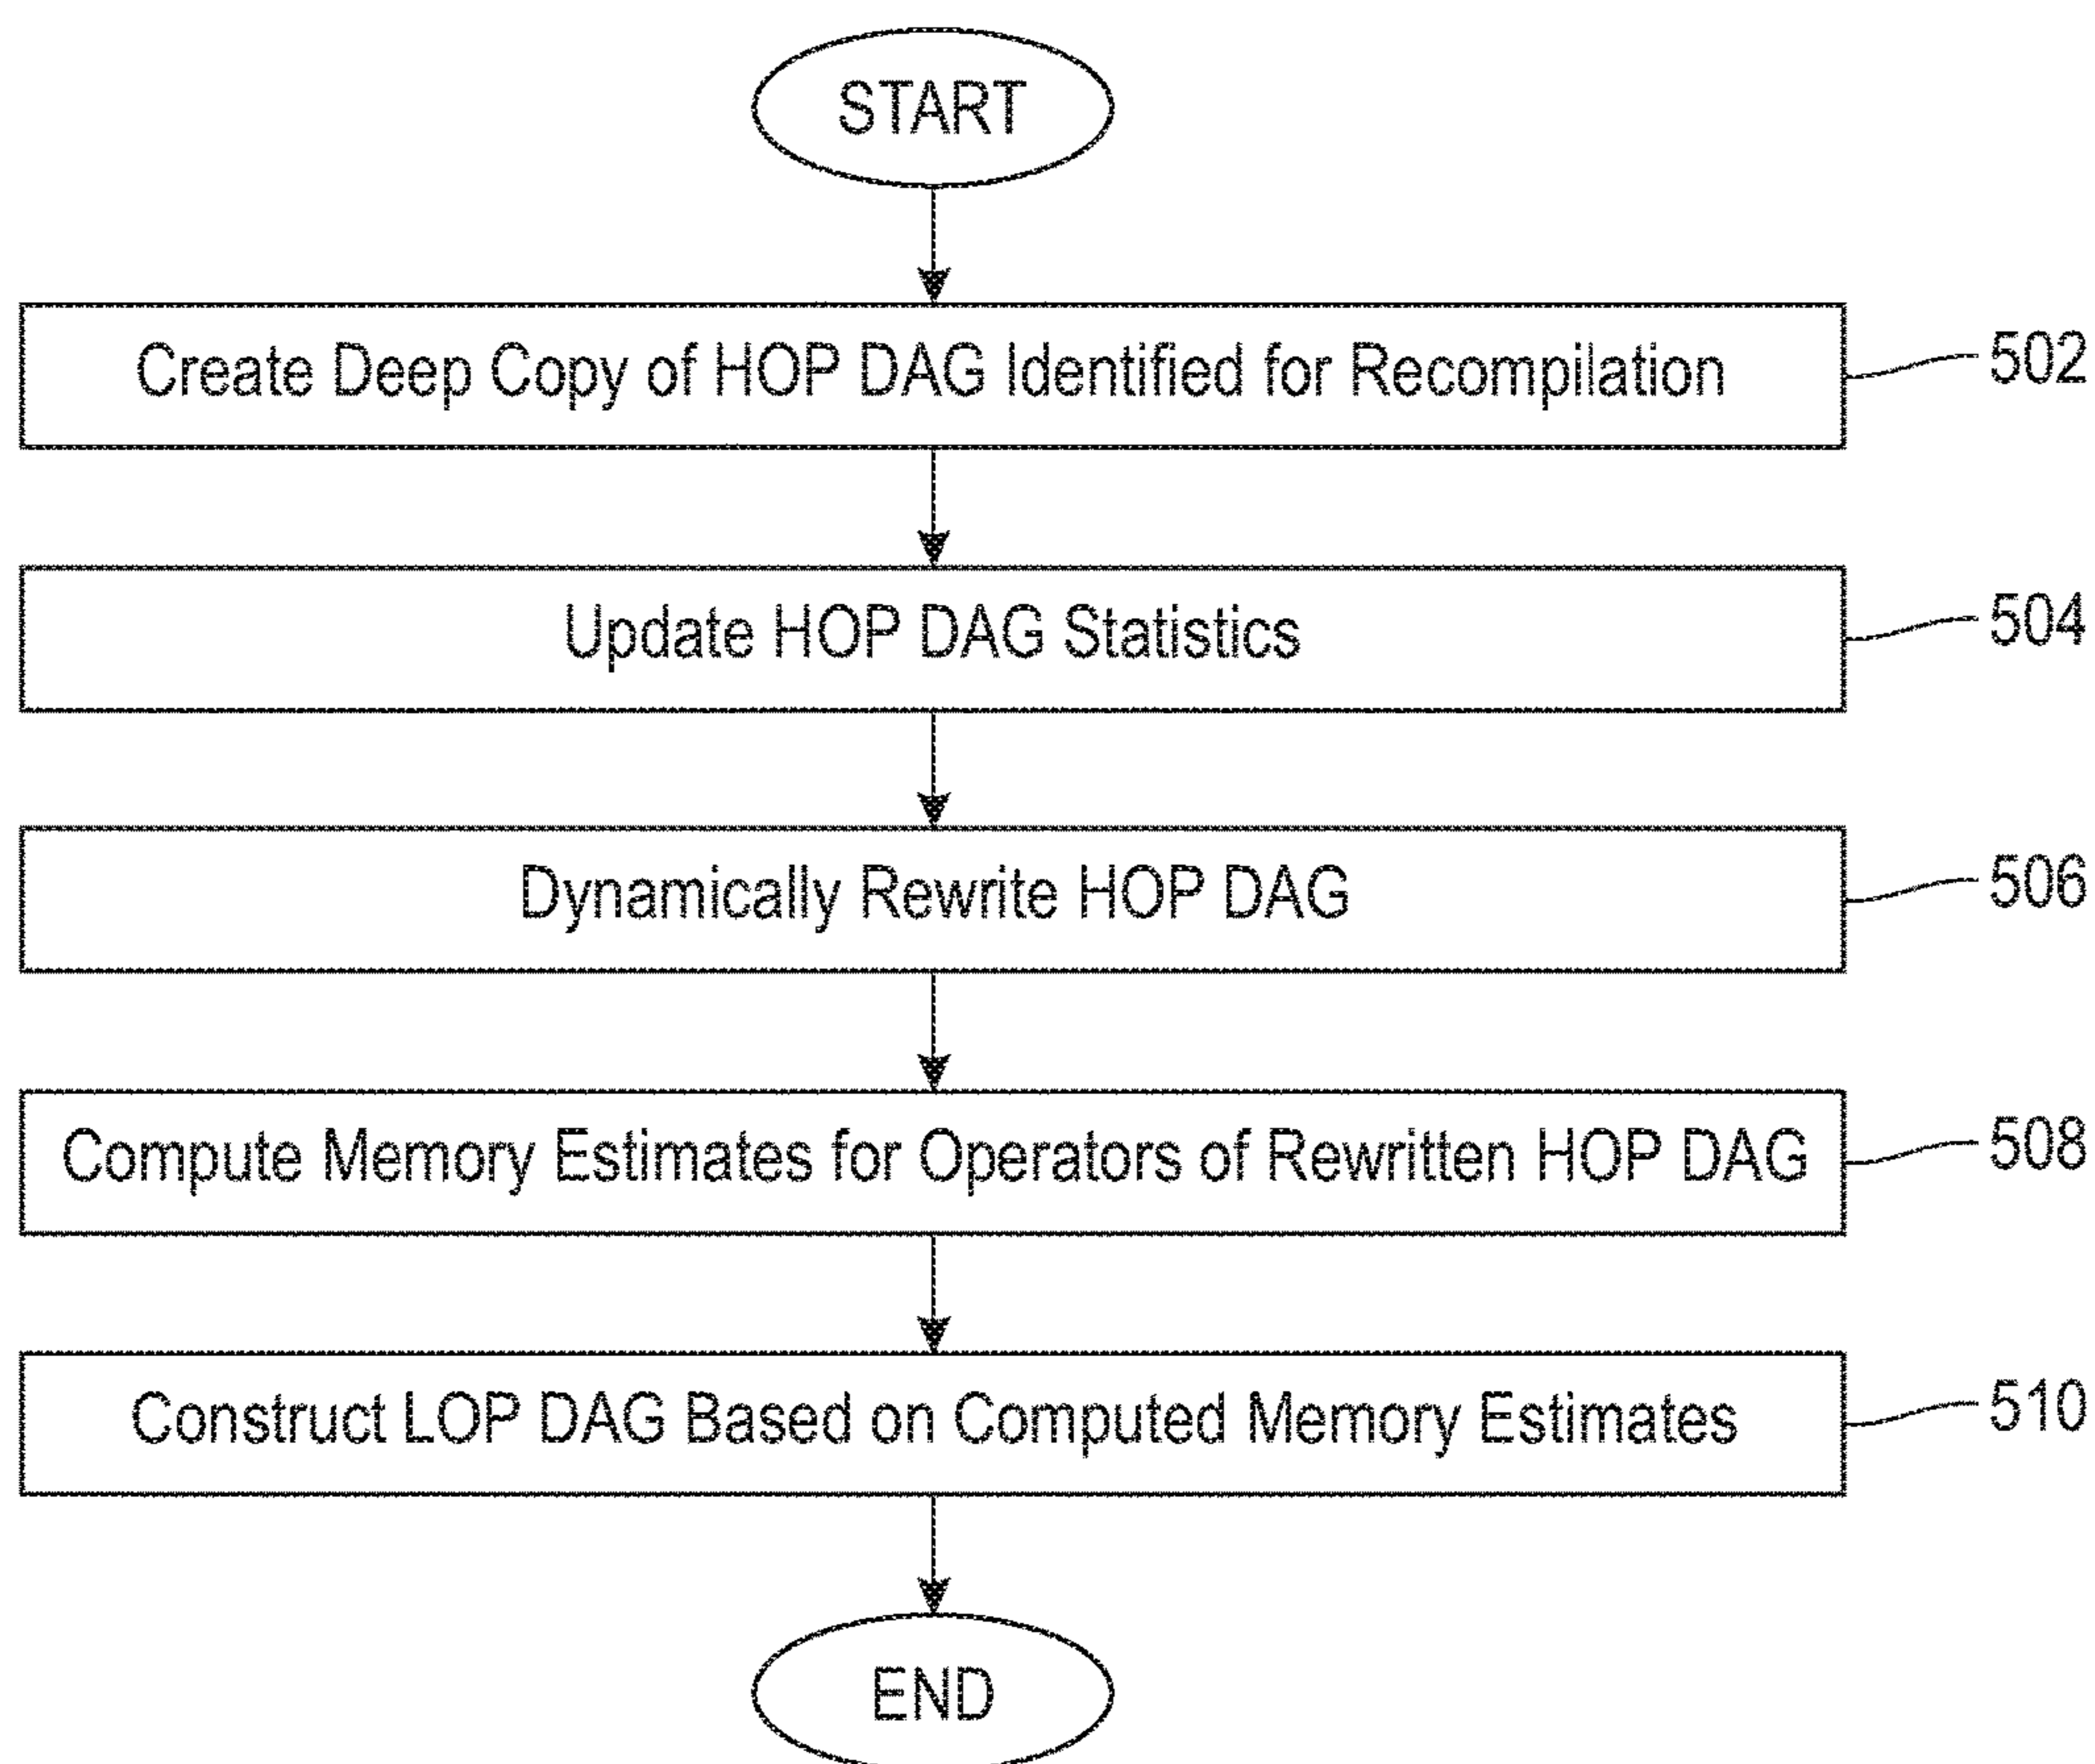 START
Create Deep Copy of HOP DAG Identified for Recompilation
502
Update HOP DAG Statistics
504
Dynamically Rewrite HOP DAG
506
Compute Memory Estimates for Operators of Rewritten HOP DAG
508
Construct LOP DAG Based on Computed Memory Estimates
510
END